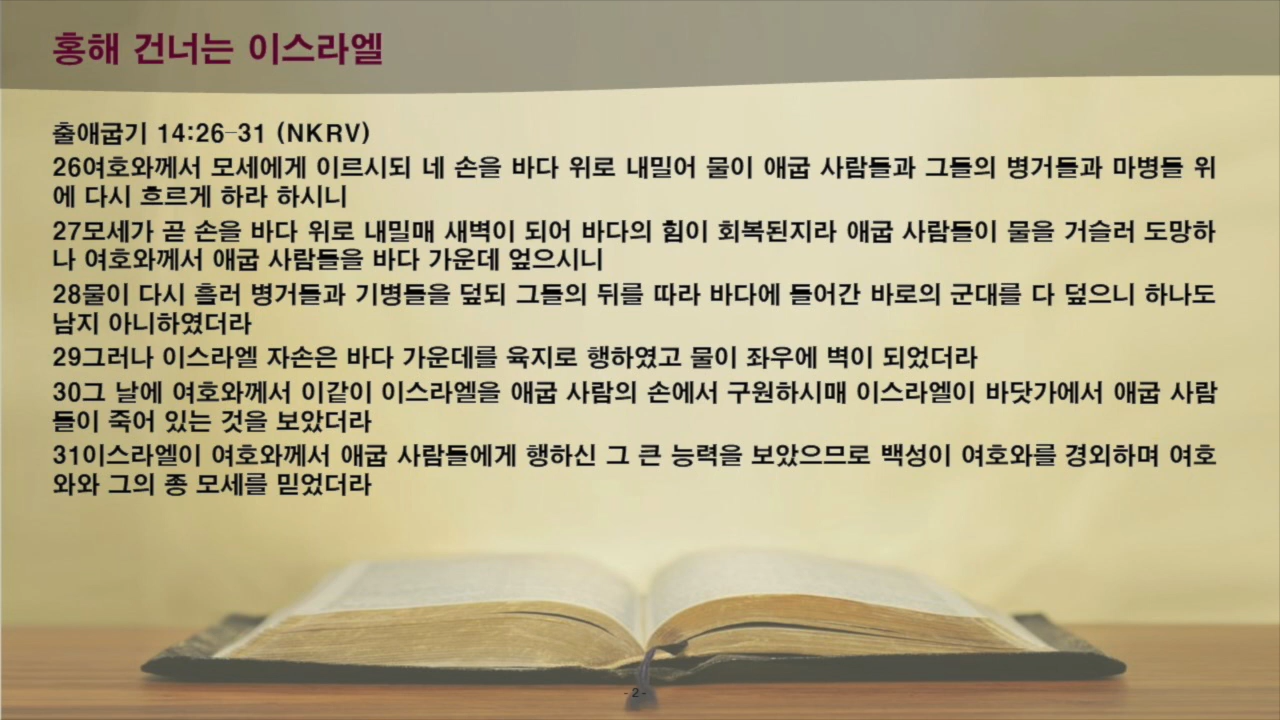 홍해 건너는 이스라엘
출애굽기 14:26-31 (NKRV)
26여호와께서 모세에게 이르시되 네 손을 바다 위로 내밀어 물이 애굽 사람들과 그들의 병거들과 마병들 위
에 다시 흐르게 하라 하시니
27모세가 곧 손을 바다 위로 내밀매 새벽이 되어 바다의 힘이 회복된지라 애굽 사람들이 물을 거슬러 도망하
나 여호와께서 애굽 사람들을 바다 가운데 엎으시니
28물이 다시 흘러 병거들과 기병들을 덮되 그들의 뒤를 따라 바다에 들어간 바로의 군대를 다 덮으니 하나도
남지 아니하였더라
29그러나 이스라엘 자손은 바다 가운데를 육지로 행하였고 물이 좌우에 벽이 되었더라
30그 날에 여호와께서 이같이 이스라엘을 애굽 사람의 손에서 구원하시매 이스라엘이 바닷가에서 애굽 사람
들이 죽어 있는 것을 보았더라
31이스라엘이 여호와께서 애굽 사람들에게 행하신 그 큰 능력을 보았으므로 백성이 여호와를 경외하며 여호
와와 그의 종 모세를 믿었더라
- 2 -